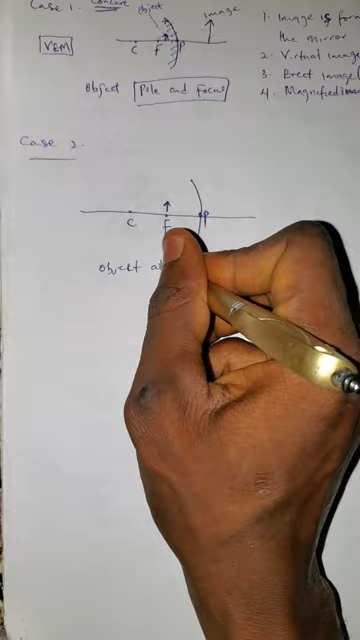 Case 1. Concave
Object
Image
VEM
C F P
Object Pole and Focus
1. Image is form
the mirror
2. Virtual Image
3. Erect Image
4. Magnified
Case 2.
C F P
Object a